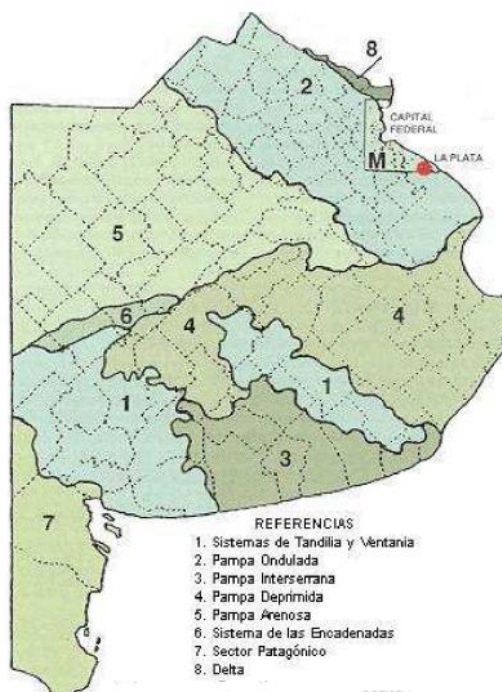 8
2
CAPITAL
FEDERAL
M
LA PLATA
5
4
6
4
1
1
3
7
REFERENCIAS
1. Sistemas de Tandilia y Ventania
2. Pampa Ondulada
3. Pampa Interserrana
4. Pampa Deprimida
5. Pampa Arenosa
6. Sistema de las Encadenadas
7. Sector Patagónico
8. Delta